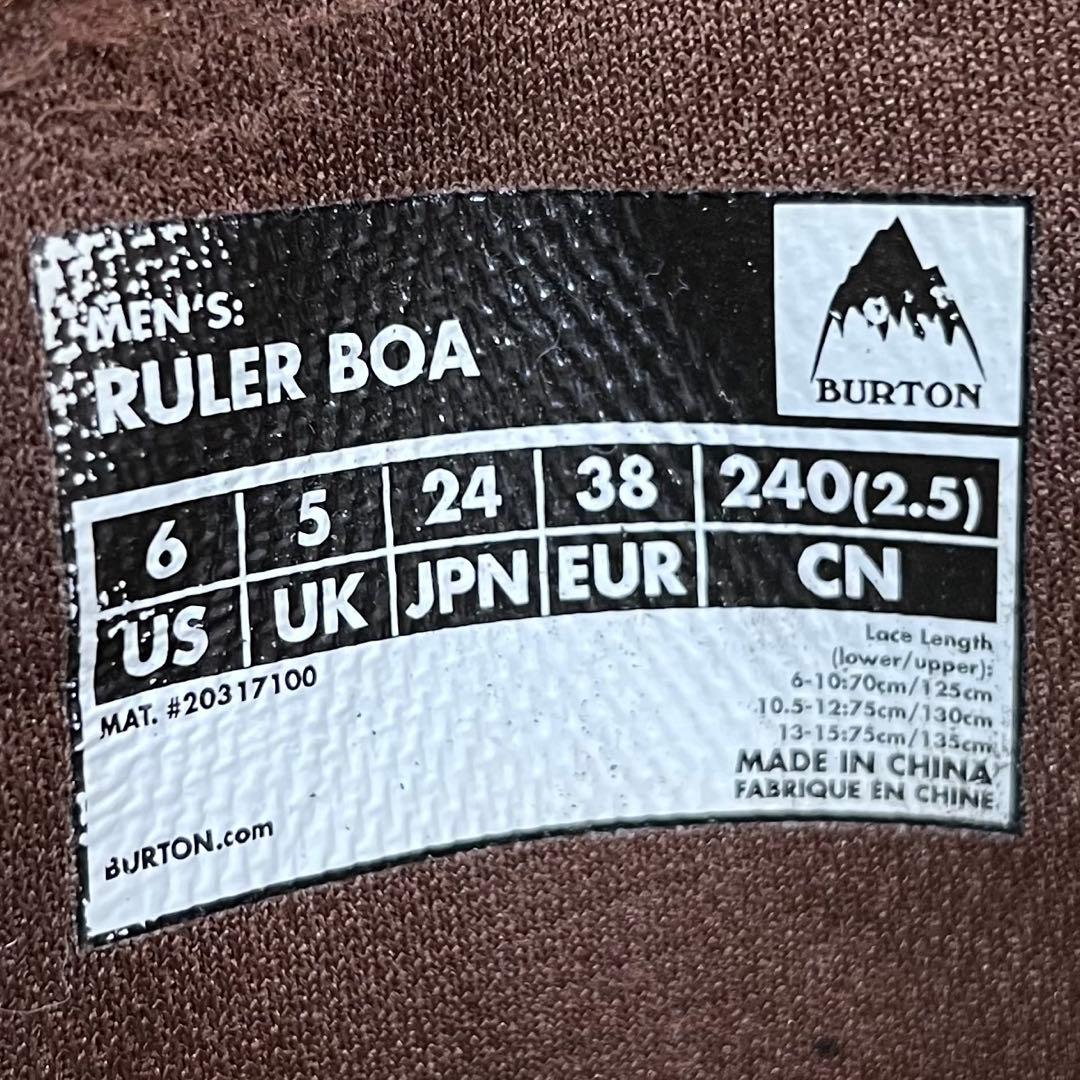 MEN'S:
RULER BOA
BURTON
6 5 24 38 240(2.5)
US UK JPN EUR CN
MAT. #20317100
Lace Length
(lower/upper):
6-10:70cm/125cm
10.5-12:75cm/130cm
13-15:75cm/135cm
MADE IN CHINA
FABRIQUE EN CHINE
BURTON.com